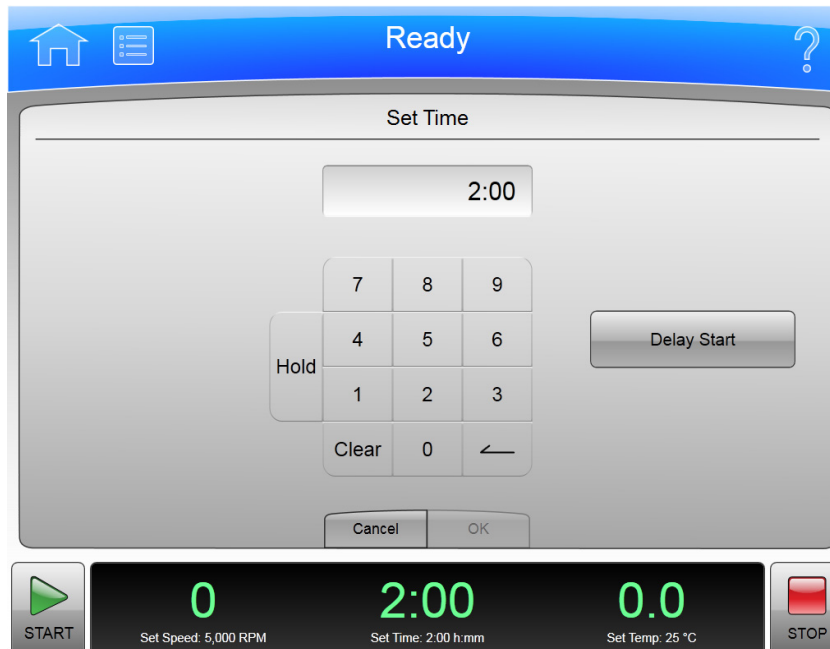 Ready
?
Set Time
2:00
7 8 9
4 5 6
Hold
1 2 3
Delay Start
Clear 0
Cancel OK
0 2:00 0.0
START Set Speed: 5,000 RPM Set Time: 2:00 h:mm Set Temp: 25 °C STOP